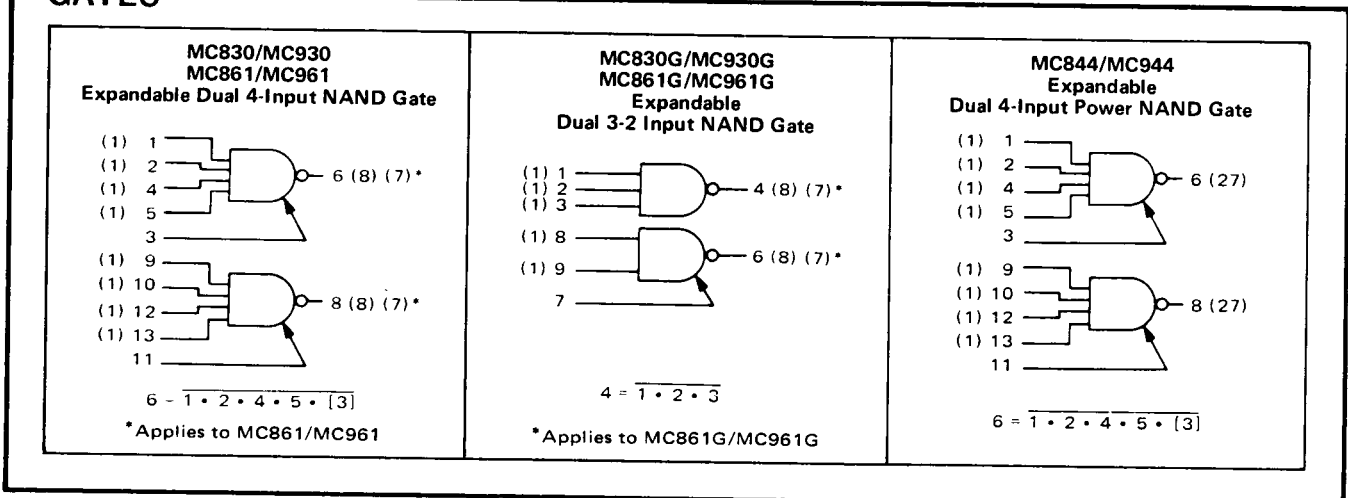 GATES
MC830/MC930
MC861/MC961
Expandable Dual 4-Input NAND Gate
(1) 1
(1) 2
(1) 4
(1) 5
3
6 (8) (7)*
(1) 9
(1) 10
(1) 12
(1) 13
11
8 (8) (7)*
6 - 1 • 2 • 4 • 5 • [3]
*Applies to MC861/MC961
MC830G/MC930G
MC861G/MC961G
Expandable
Dual 3-2 Input NAND Gate
(1) 1
(1) 2
(1) 3
4 (8) (7)*
(1) 8
(1) 9
7
6 (8) (7)*
4 = 1 • 2 • 3
*Applies to MC861G/MC961G
MC844/MC944
Expandable
Dual 4-Input Power NAND Gate
(1) 1
(1) 2
(1) 4
(1) 5
3
6 (27)
(1) 9
(1) 10
(1) 12
(1) 13
11
8 (27)
6 = 1 • 2 • 4 • 5 • [3]